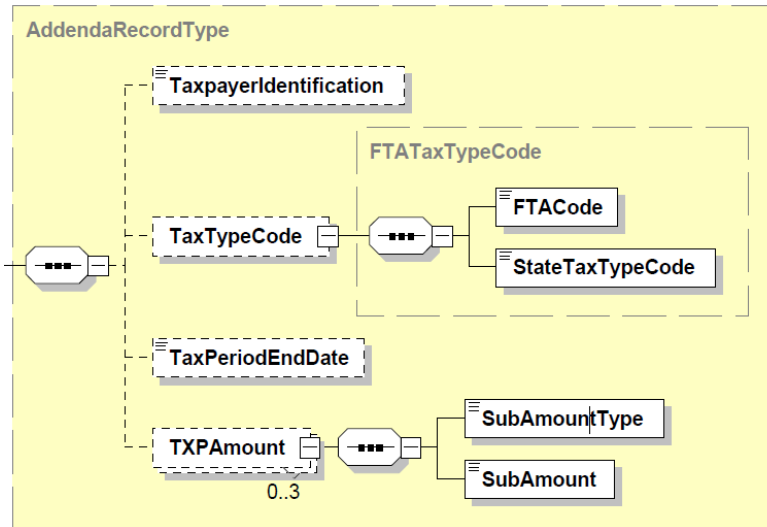 AddendaRecordType
TaxpayerIdentification
FTATaxTypeCode
FTACode
TaxTypeCode
StateTaxTypeCode
TaxPeriodEndDate
SubAmountType
TXPAmount
SubAmount
0..3